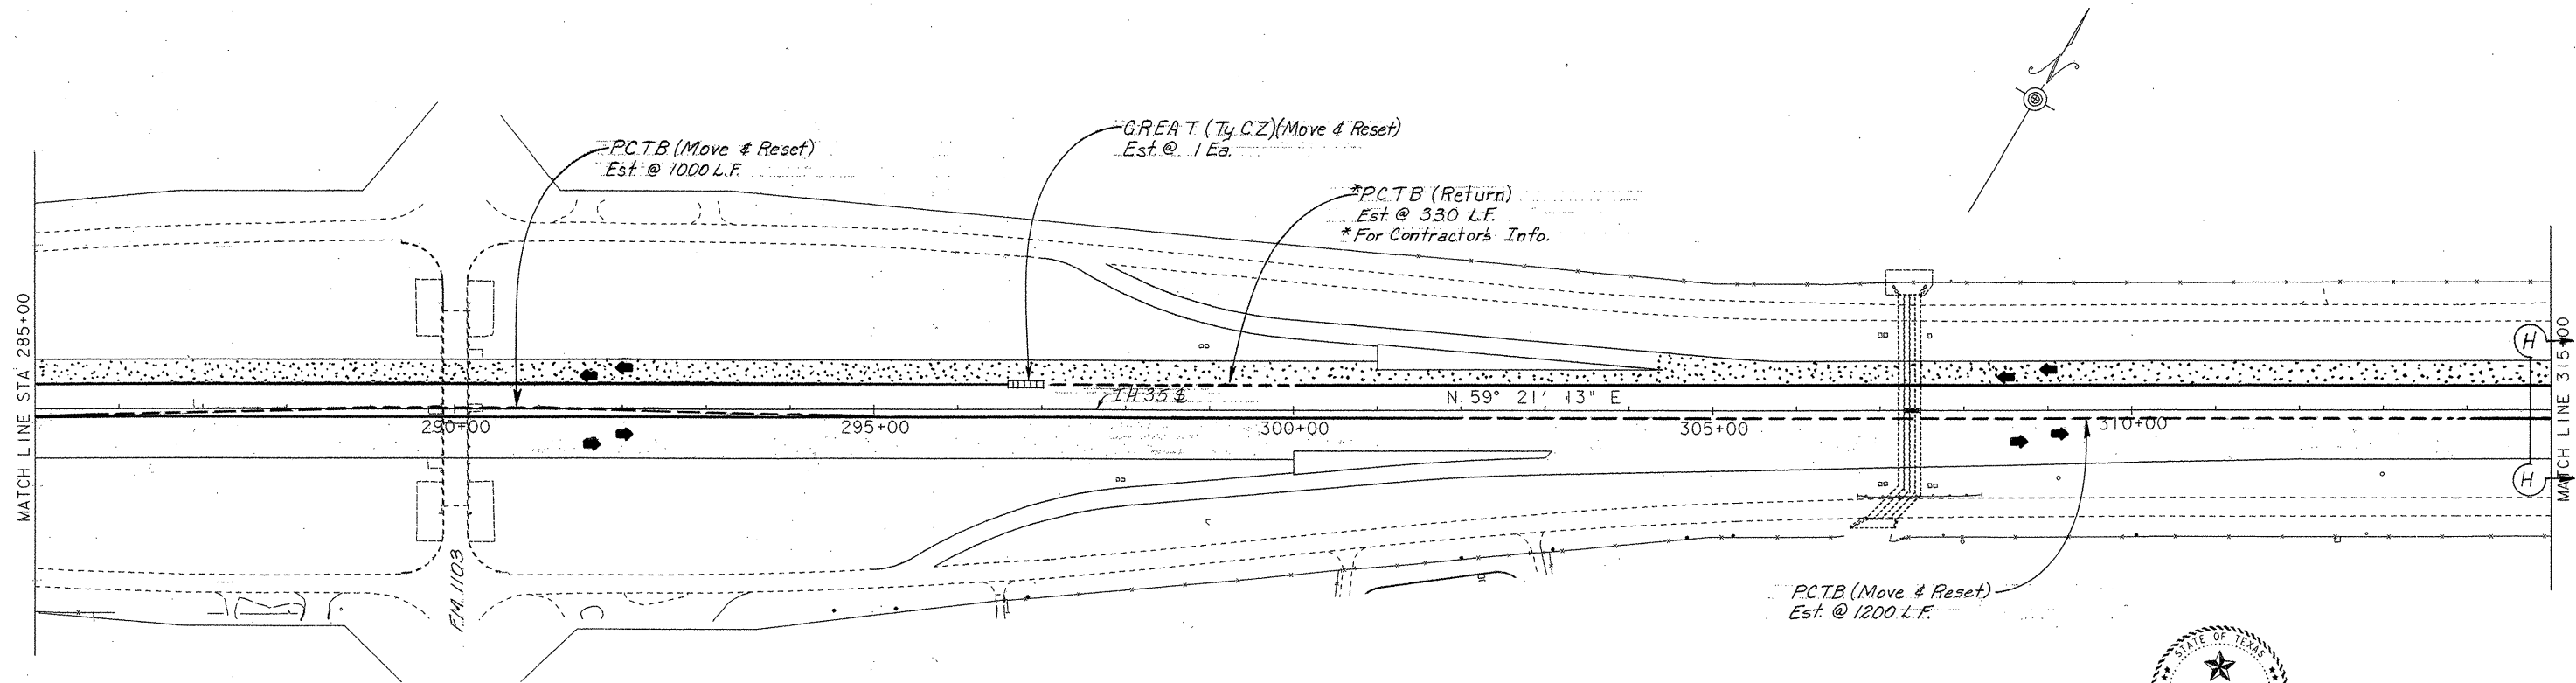 PCTB (Move & Reset)
Est. @ 1000 L.F.
GREAT (Ty CZ)(Move & Reset)
Est. @ 1 Ea.
*PCTB (Return)
Est. @ 330 L.F.
*For Contractor's Info.
N
MATCH LINE STA 285+00
MATCH LINE 315+00
H
H
IH 35 ℄
N 59° 21' 13" E
290+00
295+00
300+00
305+00
310+00
F.M. 1103
PCTB (Move & Reset)
Est. @ 1200 L.F.
STATE OF TEXAS